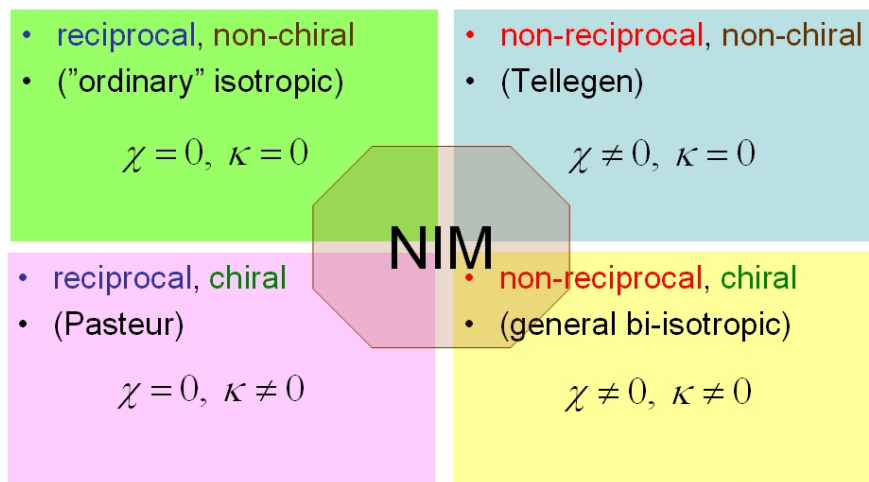 • reciprocal, non-chiral
• ("ordinary" isotropic)
χ = 0, κ = 0
• non-reciprocal, non-chiral
• (Tellegen)
χ ≠ 0, κ = 0
NIM
• reciprocal, chiral
• (Pasteur)
χ = 0, κ ≠ 0
• non-reciprocal, chiral
• (general bi-isotropic)
χ ≠ 0, κ ≠ 0